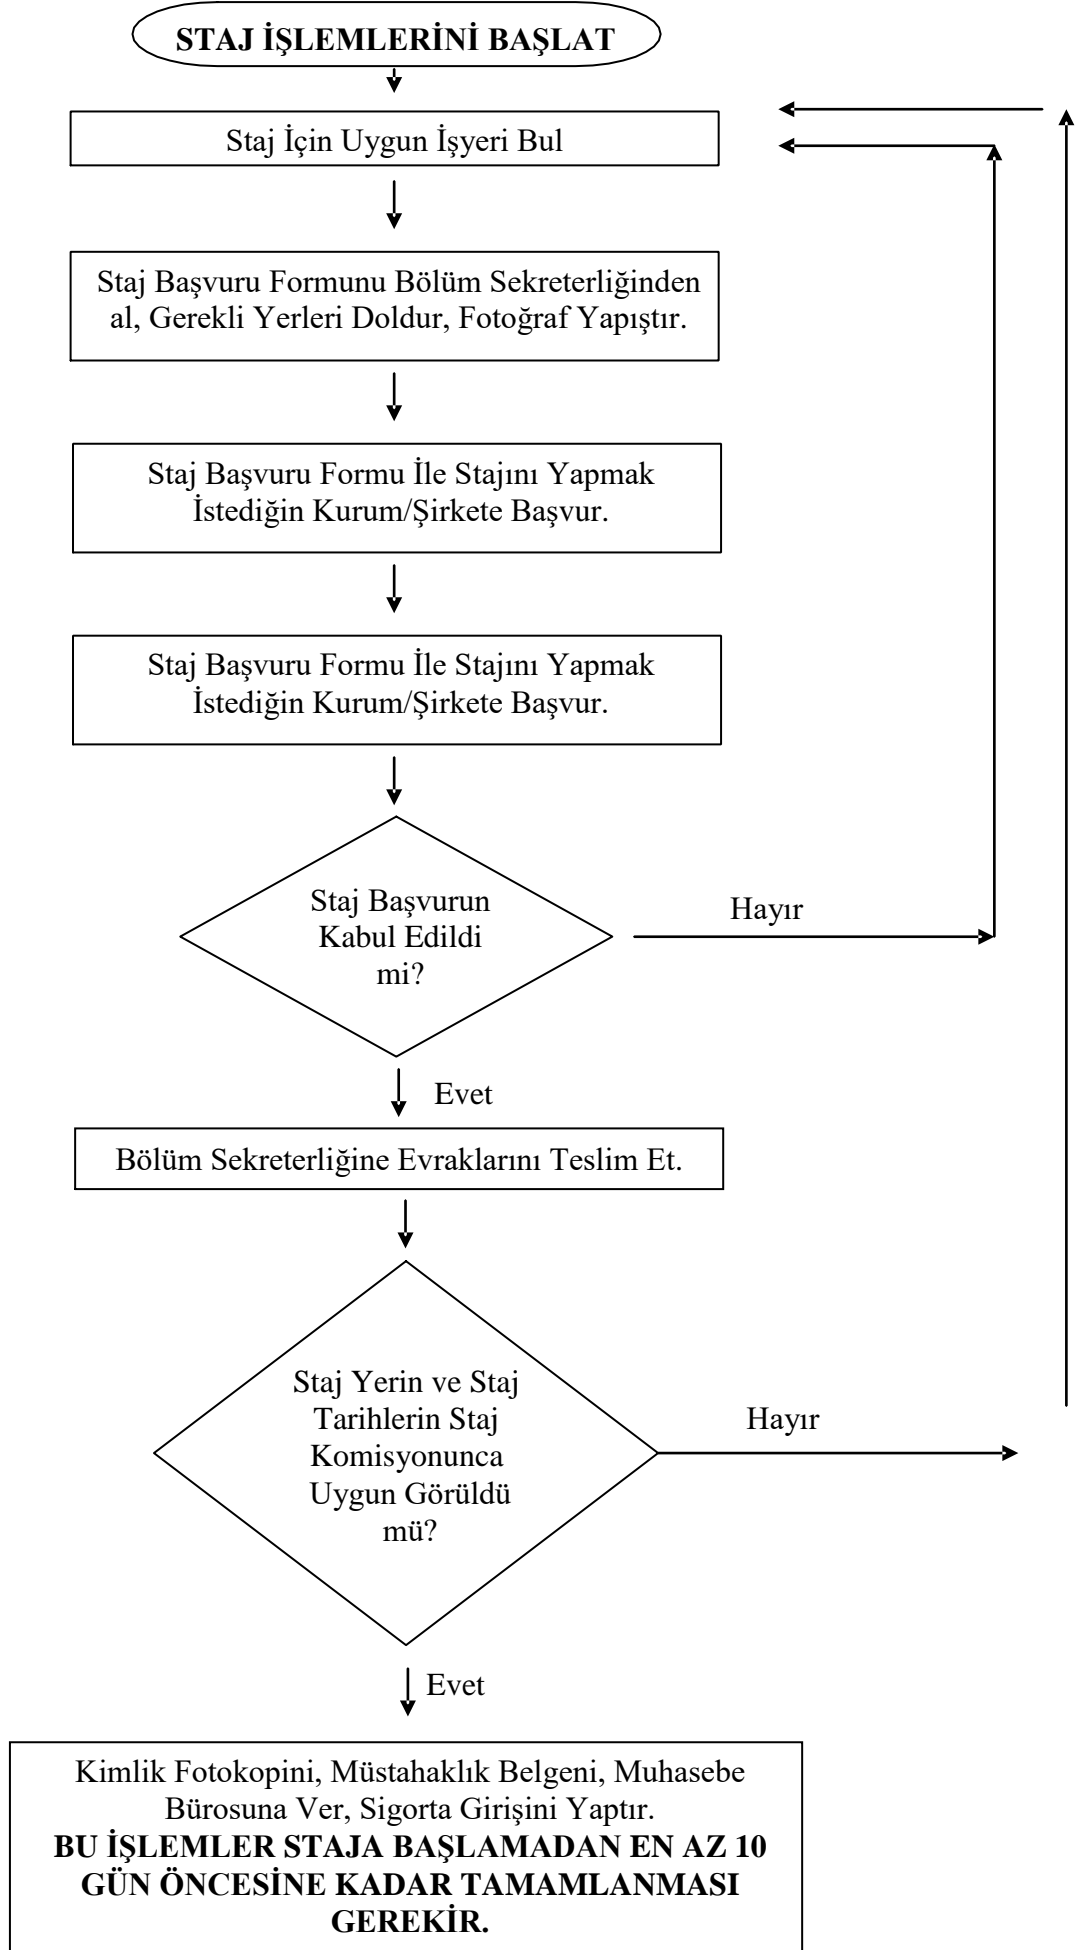 STAJ İŞLEMLERİNİ BAŞLAT
Staj İçin Uygun İşyeri Bul
Staj Başvuru Formunu Bölüm Sekreterliğinden
al, Gerekli Yerleri Doldur, Fotoğraf Yapıştır.
Staj Başvuru Formu İle Stajını Yapmak
İstediğin Kurum/Şirkete Başvur.
Staj Başvuru Formu İle Stajını Yapmak
İstediğin Kurum/Şirkete Başvur.
Staj Başvurun
Kabul Edildi
mi?
Hayır
Evet
Bölüm Sekreterliğine Evraklarını Teslim Et.
Staj Yerin ve Staj
Tarihlerin Staj
Komisyonunca
Uygun Görüldü
mü?
Hayır
Evet
Kimlik Fotokopini, Müstahaklık Belgeni, Muhasebe
Bürosuna Ver, Sigorta Girişini Yaptır.
BU İŞLEMLER STAJA BAŞLAMADAN EN AZ 10
GÜN ÖNCESİNE KADAR TAMAMLANMASI
GEREKİR.